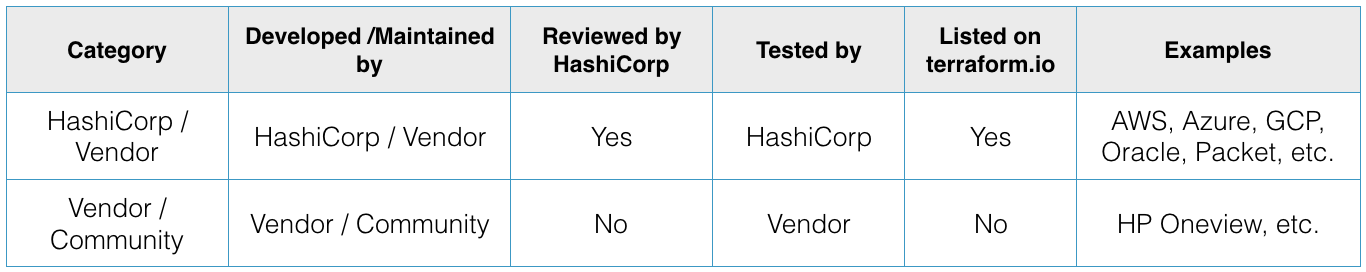 Category
Developed /Maintained
by
Reviewed by
HashiCorp
Tested by
Listed on
terraform.io
Examples
HashiCorp /
Vendor
HashiCorp / Vendor
Yes
HashiCorp
Yes
AWS, Azure, GCP,
Oracle, Packet, etc.
Vendor /
Community
Vendor / Community
No
Vendor
No
HP Oneview, etc.